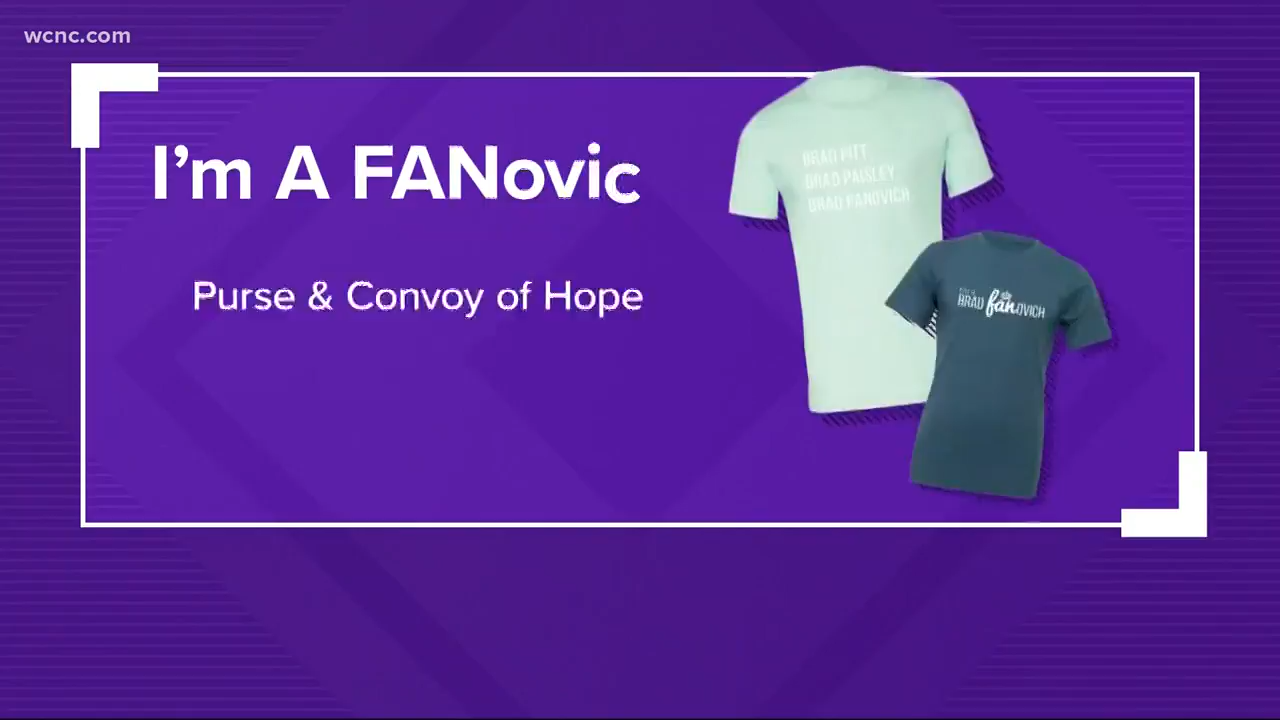 wcnc.com
I'm A FANovic
Purse & Convoy of Hope
BRAD PITT
BRAD PAISLEY
BRAD PANOVICH
BRAD fanOVICH